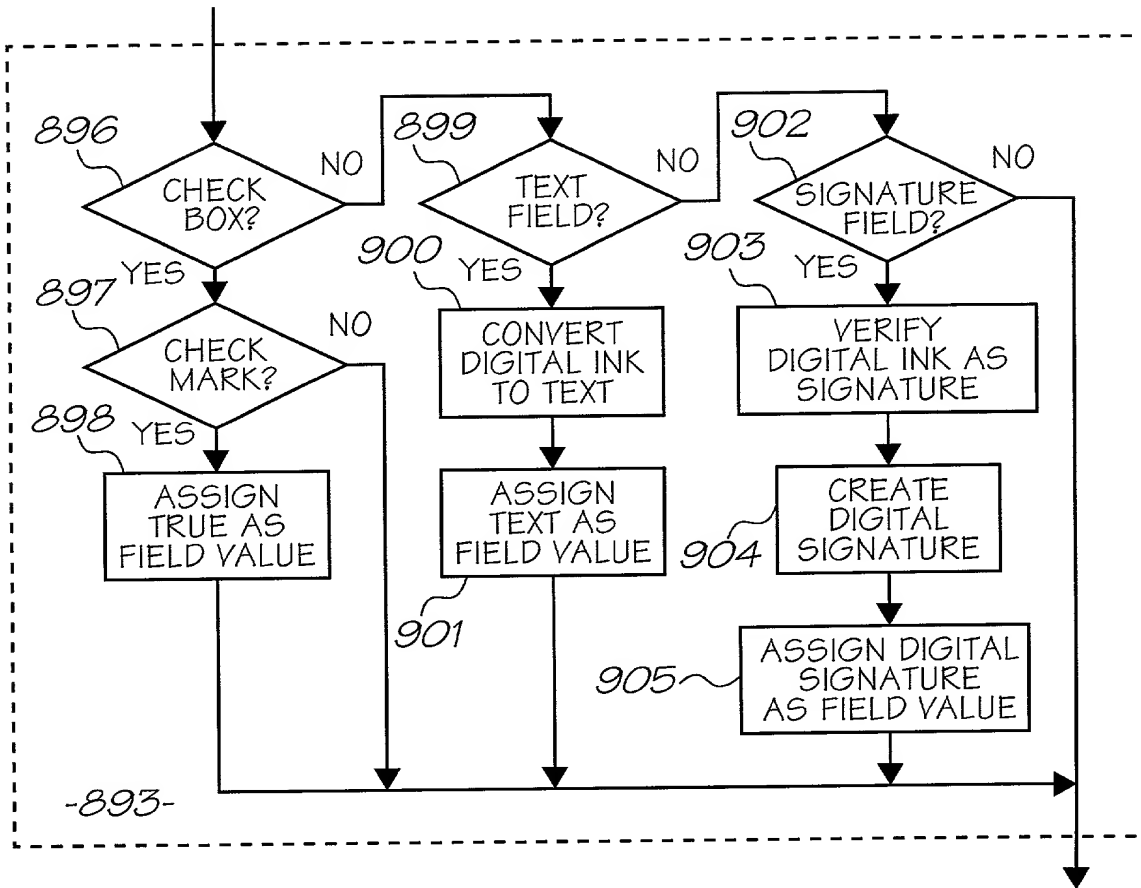 896
CHECK
BOX?
NO
YES
897
CHECK
MARK?
NO
YES
898
ASSIGN
TRUE AS
FIELD VALUE
899
TEXT
FIELD?
NO
YES
900
CONVERT
DIGITAL INK
TO TEXT
ASSIGN
TEXT AS
FIELD VALUE
901
902
SIGNATURE
FIELD?
NO
YES
903
VERIFY
DIGITAL INK AS
SIGNATURE
CREATE
DIGITAL
SIGNATURE
904
ASSIGN DIGITAL
SIGNATURE
AS FIELD VALUE
905
-893-